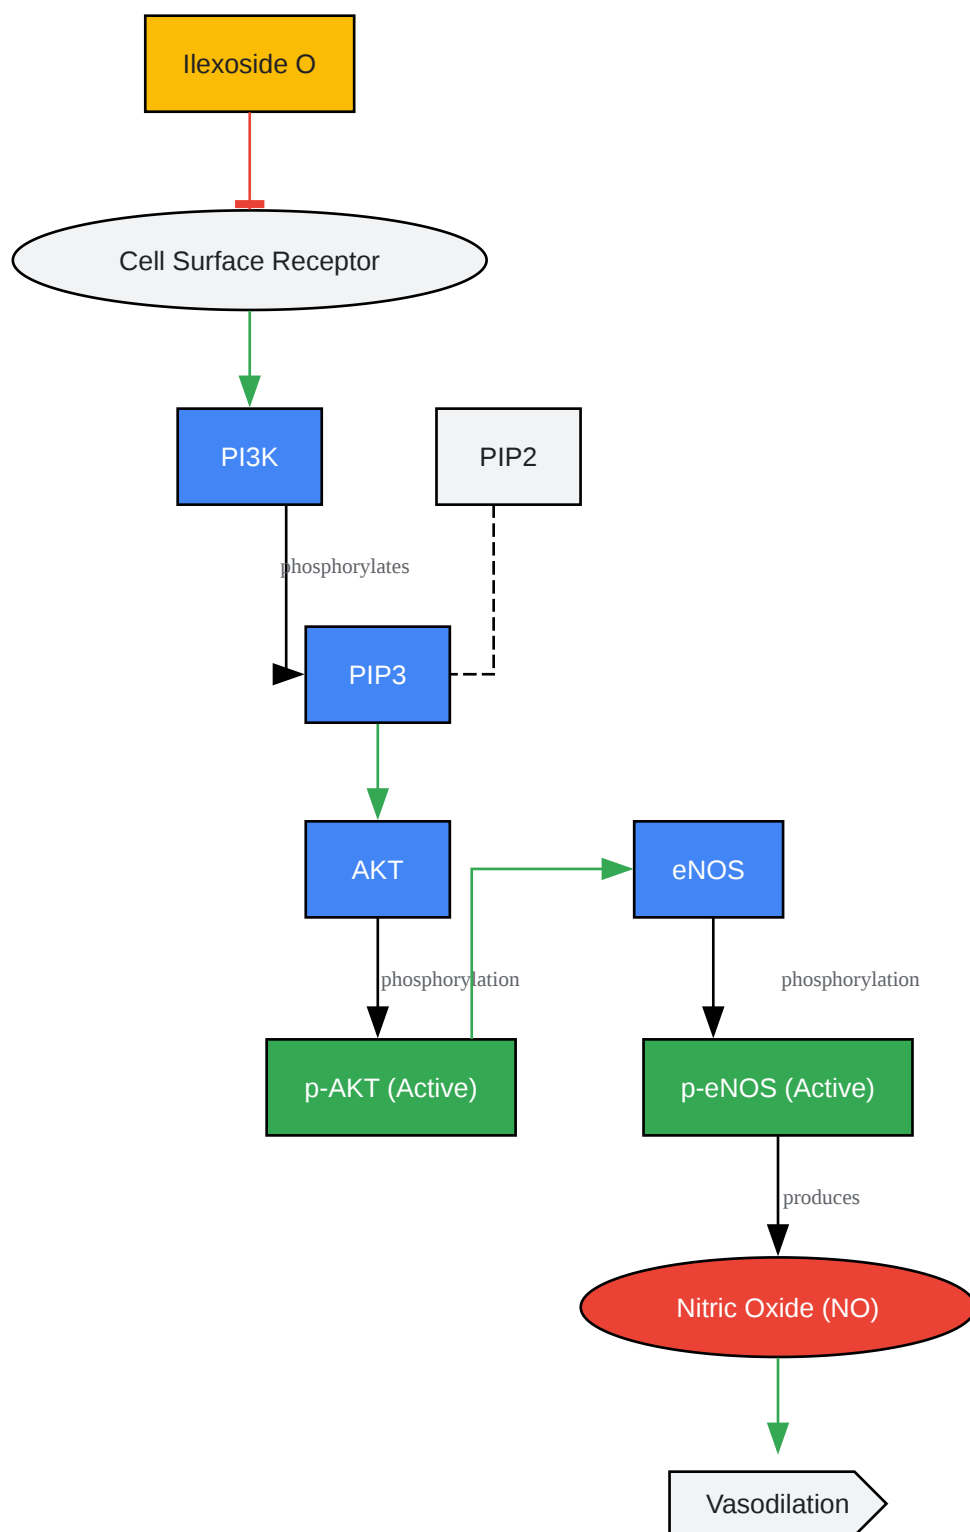 Ilexoside O
Cell Surface Receptor
PI3K
PIP2
phosphorylates
PIP3
AKT
eNOS
phosphorylation
phosphorylation
p-AKT (Active)
p-eNOS (Active)
produces
Nitric Oxide (NO)
Vasodilation